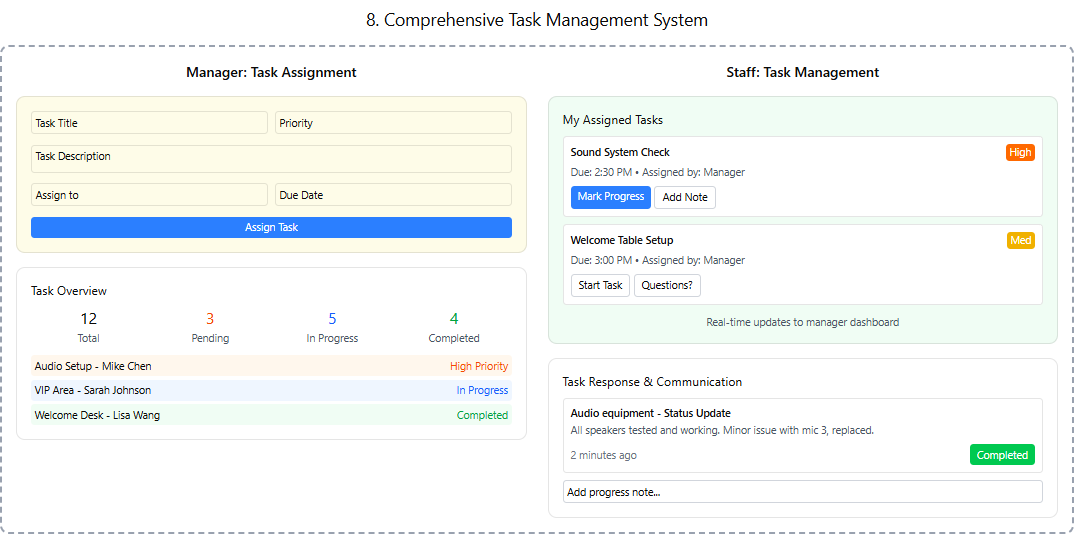 8. Comprehensive Task Management System
Manager: Task Assignment
Task Title
Priority
Task Description
Assign to
Due Date
Assign Task
Task Overview
12
3
5
4
Total
Pending
In Progress
Completed
Audio Setup - Mike Chen
High Priority
VIP Area - Sarah Johnson
In Progress
Welcome Desk - Lisa Wang
Completed
Staff: Task Management
My Assigned Tasks
Sound System Check
High
Due: 2:30 PM • Assigned by: Manager
Mark Progress
Add Note
Welcome Table Setup
Med
Due: 3:00 PM • Assigned by: Manager
Start Task
Questions?
Real-time updates to manager dashboard
Task Response & Communication
Audio equipment - Status Update
All speakers tested and working. Minor issue with mic 3, replaced.
2 minutes ago
Completed
Add progress note...